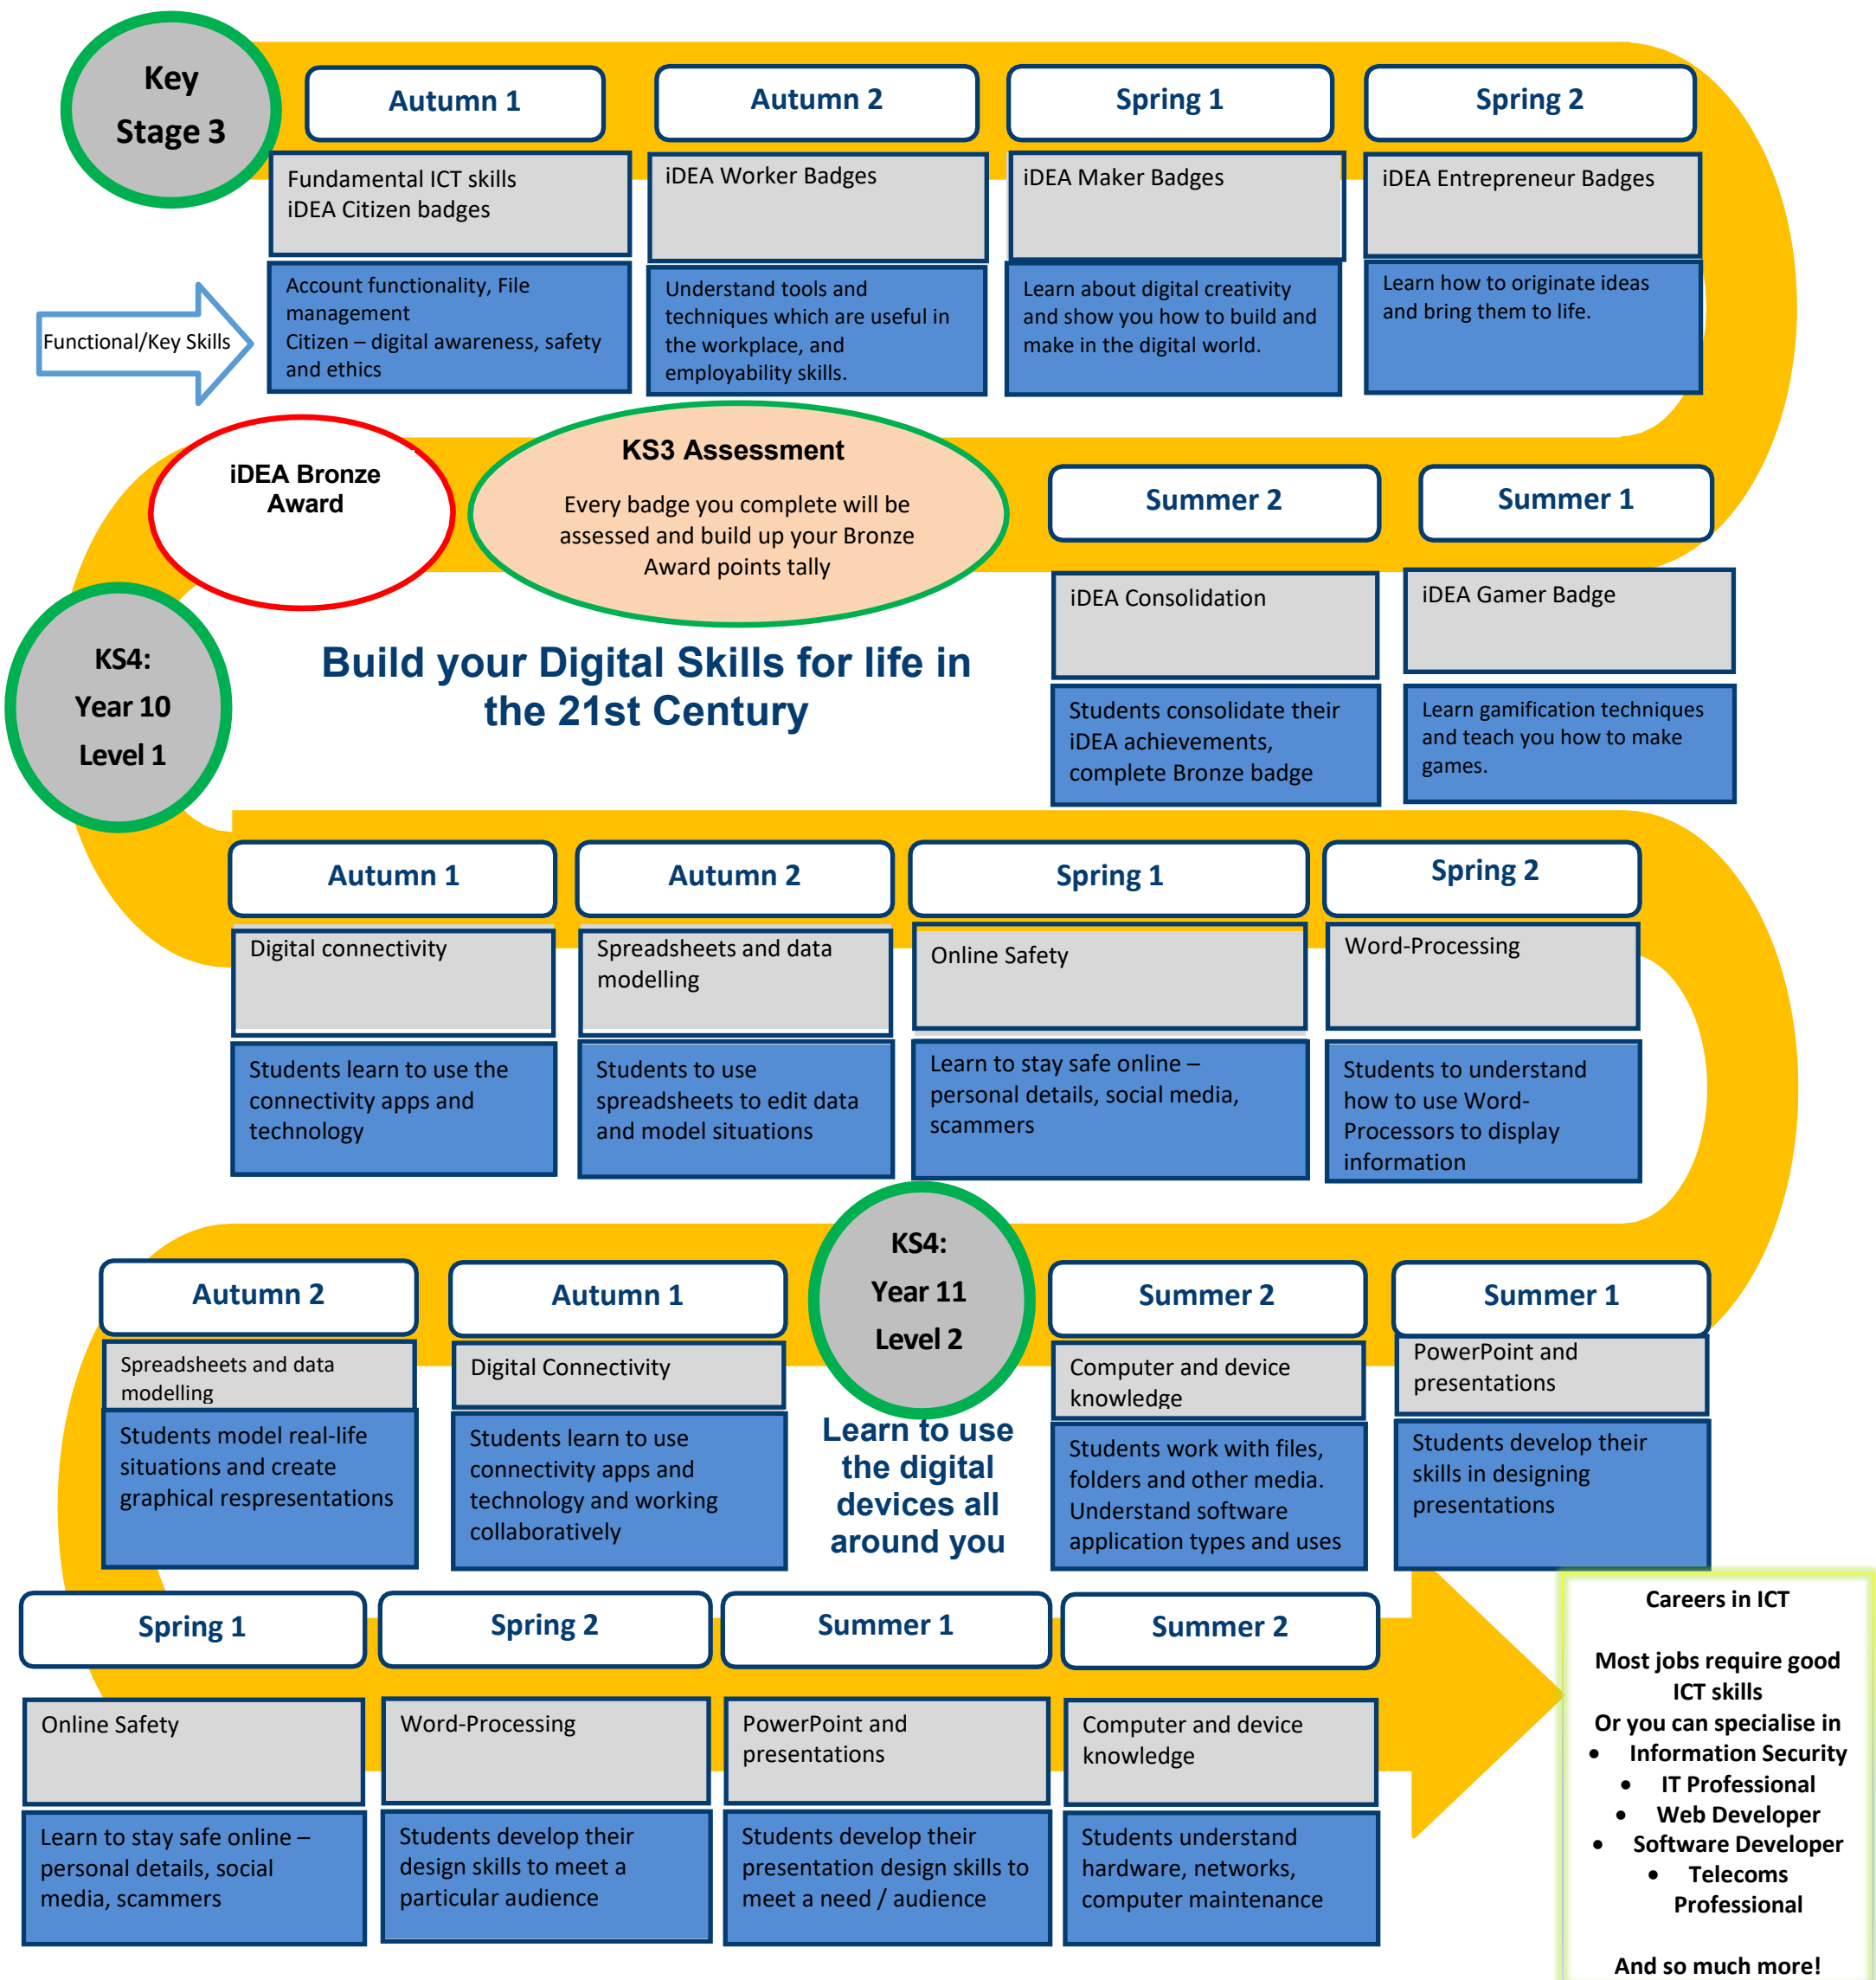 Key
Stage 3
Autumn 1
Autumn 2
Spring 1
Spring 2
Fundamental ICT skills
iDEA Citizen badges
iDEA Worker Badges
iDEA Maker Badges
iDEA Entrepreneur Badges
Functional/Key Skills
Account functionality, File
management
Citizen – digital awareness, safety
and ethics
Understand tools and
techniques which are useful in
the workplace, and
employability skills.
Learn about digital creativity
and show you how to build and
make in the digital world.
Learn how to originate ideas
and bring them to life.
iDEA Bronze
Award
KS3 Assessment
Every badge you complete will be
assessed and build up your Bronze
Award points tally
Summer 2
Summer 1
iDEA Consolidation
iDEA Gamer Badge
Students consolidate their
iDEA achievements,
complete Bronze badge
Learn gamification techniques
and teach you how to make
games.
KS4:
Year 10
Level 1
Build your Digital Skills for life in
the 21st Century
Autumn 1
Autumn 2
Spring 1
Spring 2
Digital connectivity
Spreadsheets and data
modelling
Online Safety
Word-Processing
Students learn to use the
connectivity apps and
technology
Students to use
spreadsheets to edit data
and model situations
Learn to stay safe online –
personal details, social media,
scammers
Students to understand
how to use Word-
Processors to display
information
Autumn 2
Autumn 1
KS4:
Year 11
Level 2
Summer 2
Summer 1
Spreadsheets and data
modelling
Digital Connectivity
Computer and device
knowledge
PowerPoint and
presentations
Students model real-life
situations and create
graphical respresentations
Students learn to use
connectivity apps and
technology and working
collaboratively
Learn to use
the digital
devices all
around you
Students work with files,
folders and other media.
Understand software
application types and uses
Students develop their
skills in designing
presentations
Spring 1
Spring 2
Summer 1
Summer 2
Online Safety
Word-Processing
PowerPoint and
presentations
Computer and device
knowledge
Learn to stay safe online –
personal details, social
media, scammers
Students develop their
design skills to meet a
particular audience
Students develop their
presentation design skills to
meet a need / audience
Students understand
hardware, networks,
computer maintenance
Careers in ICT
Most jobs require good
ICT skills
Or you can specialise in
• Information Security
• IT Professional
• Web Developer
• Software Developer
• Telecoms
Professional
And so much more!